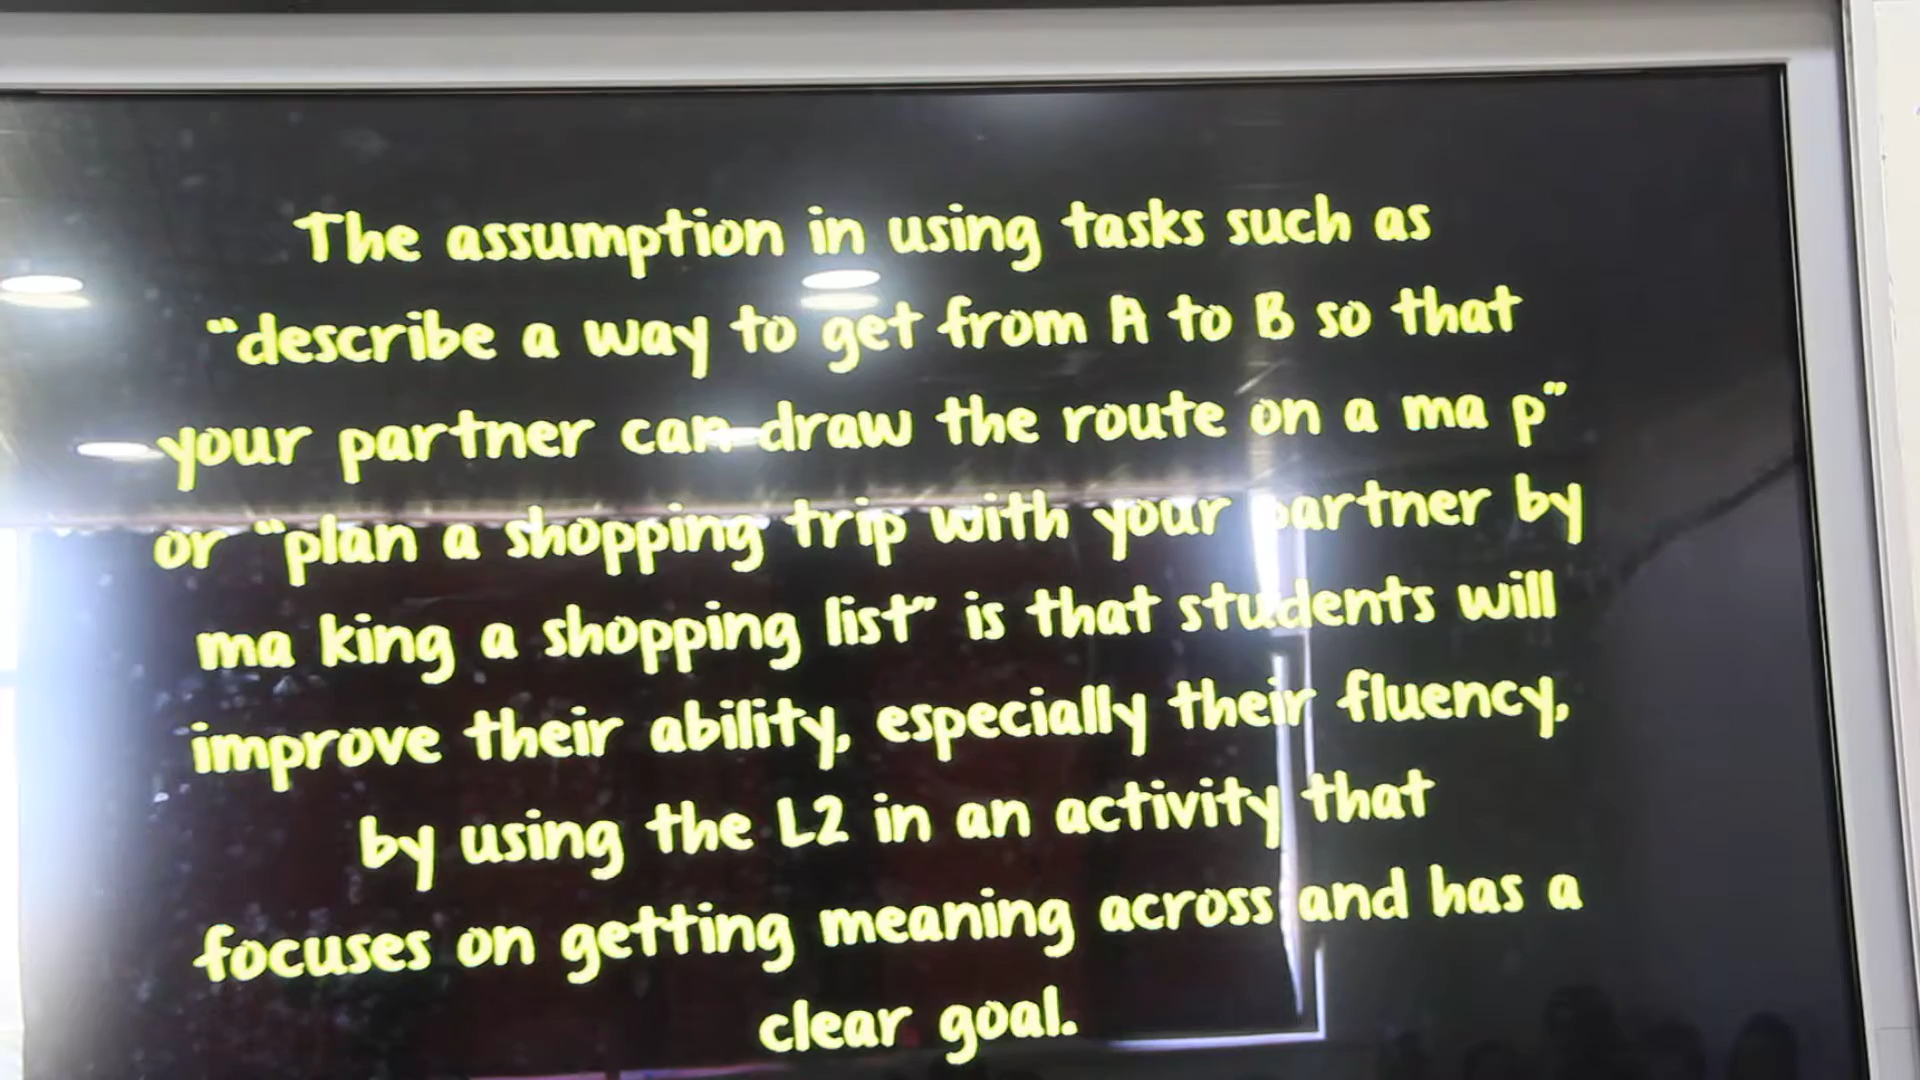 The assumption in using tasks such as
“describe a way to get from A to B so that
your partner can draw the route on a ma p”
or “plan a shopping trip with your partner by
ma king a shopping list” is that students will
improve their ability, especially their fluency,
by using the L2 in an activity that
focuses on getting meaning across and has a
clear goal.